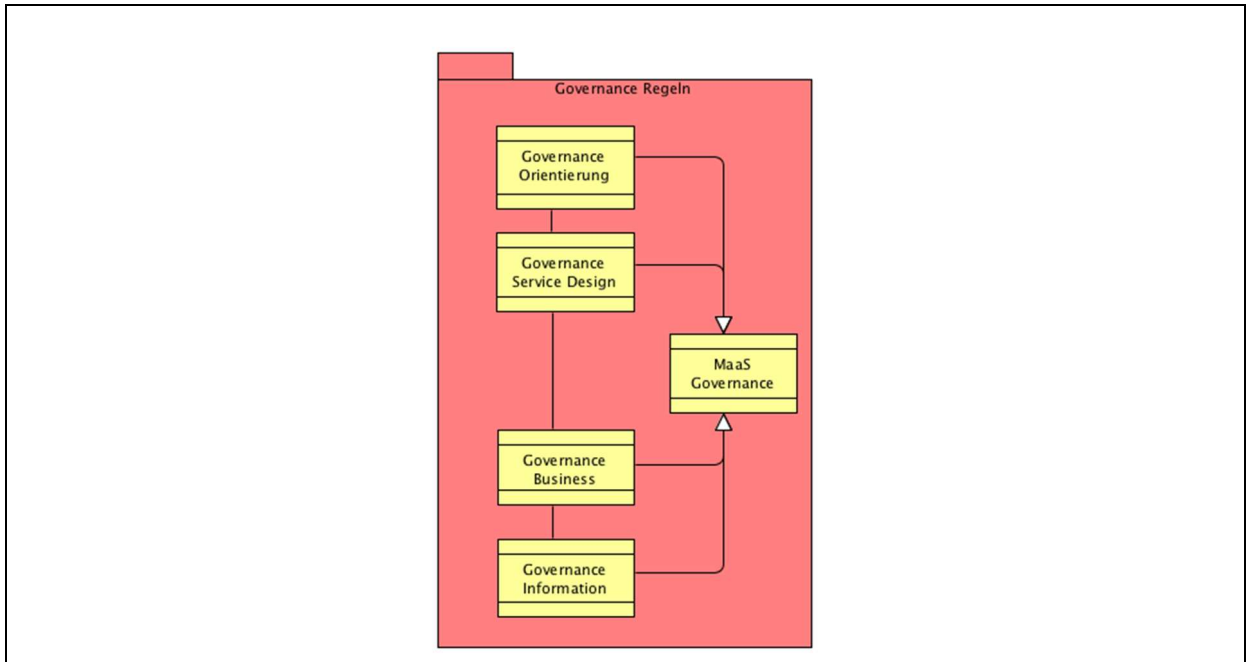 Governance Regeln
Governance
Orientierung
Governance
Service Design
MaaS
Governance
Governance
Business
Governance
Information